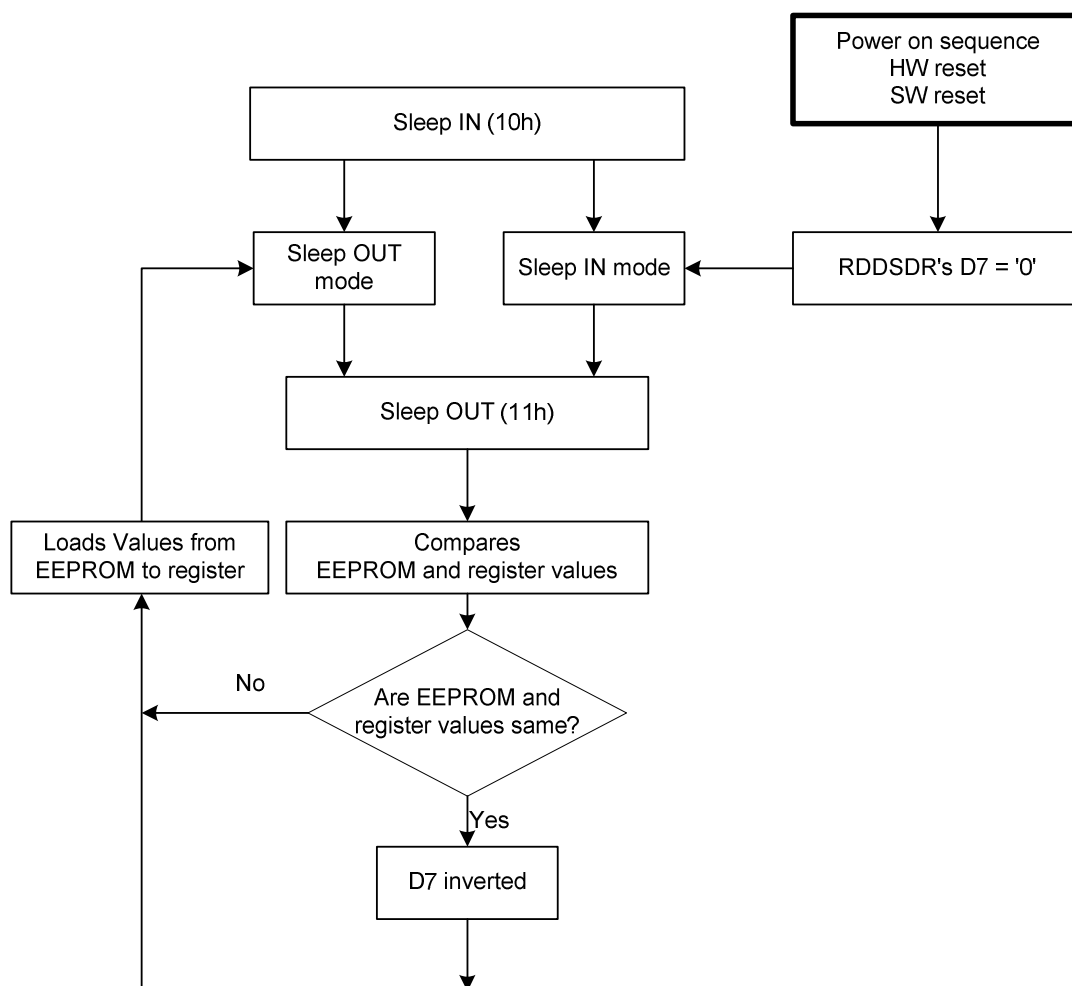 Power on sequence
HW reset
SW reset
Sleep IN (10h)
Sleep OUT
mode
Sleep IN mode
RDDSDR's D7 = '0'
Sleep OUT (11h)
Loads Values from
EEPROM to register
Compares
EEPROM and register values
No
Are EEPROM and
register values same?
Yes
D7 inverted